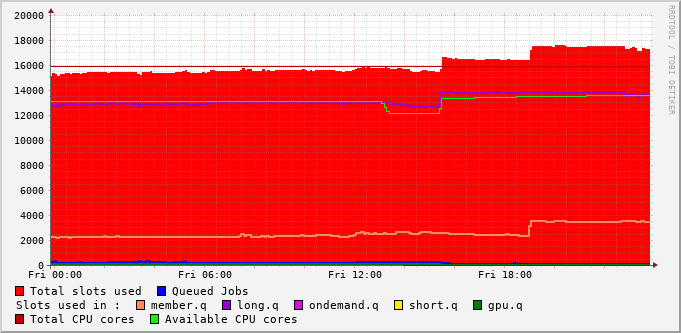 20000
18000
16000
14000
12000
10000
8000
6000
4000
2000
0
Fri 00:00 Fri 06:00 Fri 12:00 Fri 18:00
RRDTOOL / TOBI OETIKER
Total slots used Queued Jobs
Slots used in : member.q long.q ondemand.q short.q gpu.q
Total CPU cores Available CPU cores